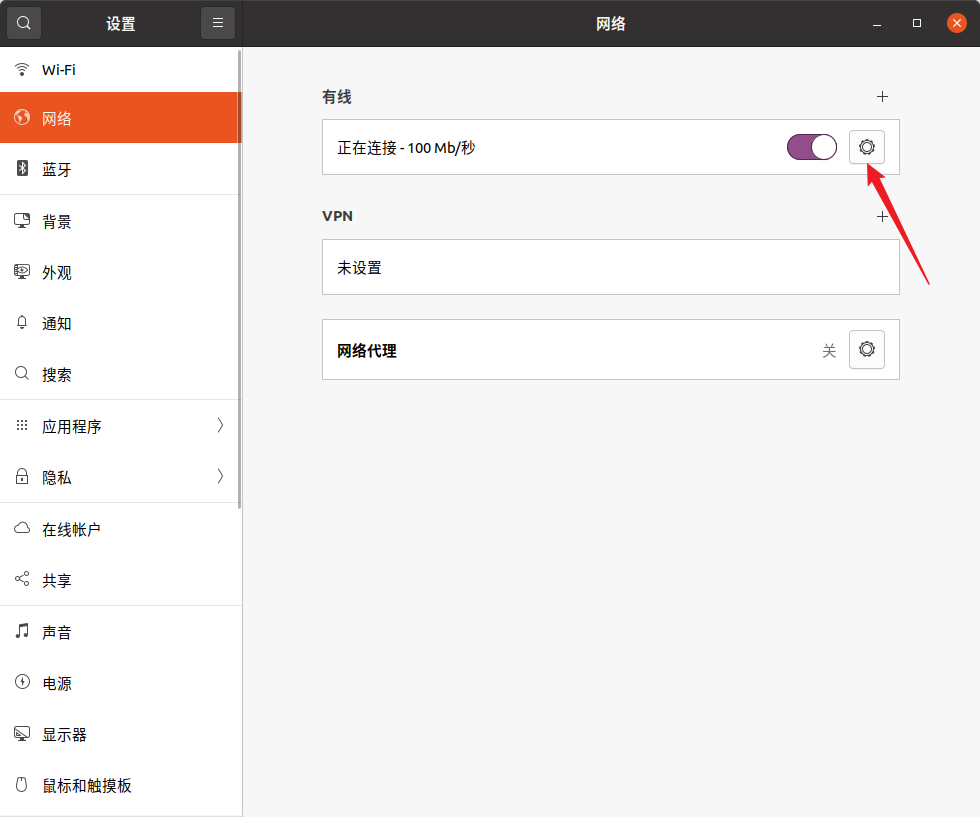 设置
网络
Wi-Fi
网络
蓝牙
背景
外观
通知
搜索
应用程序
隐私
在线帐户
共享
声音
电源
显示器
鼠标和触摸板
有线
正在连接 - 100 Mb/秒
VPN
未设置
网络代理 关